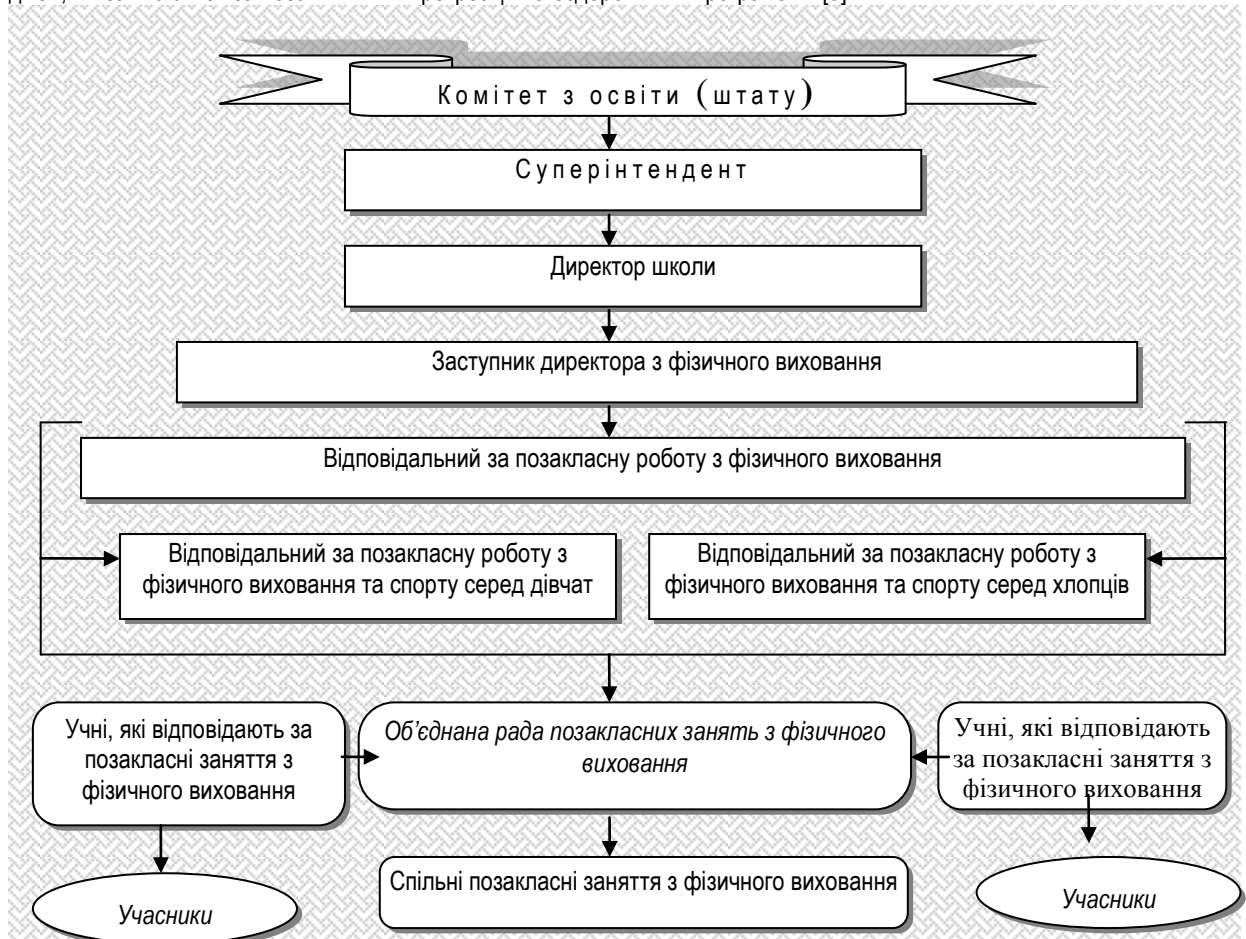 Комітет з освіти (штату)
Суперінтендент
Директор школи
Заступник директора з фізичного виховання
Відповідальний за позакласну роботу з фізичного виховання
Відповідальний за позакласну роботу з
фізичного виховання та спорту серед дівчат
Відповідальний за позакласну роботу з
фізичного виховання та спорту серед хлопців
Учні, які відповідають за
позакласні заняття з
фізичного виховання
Об’єднана рада позакласних занять з фізичного
виховання
Учні, які відповідають
за позакласні заняття з
фізичного виховання
Учасники
Спільні позакласні заняття з фізичного виховання
Учасники